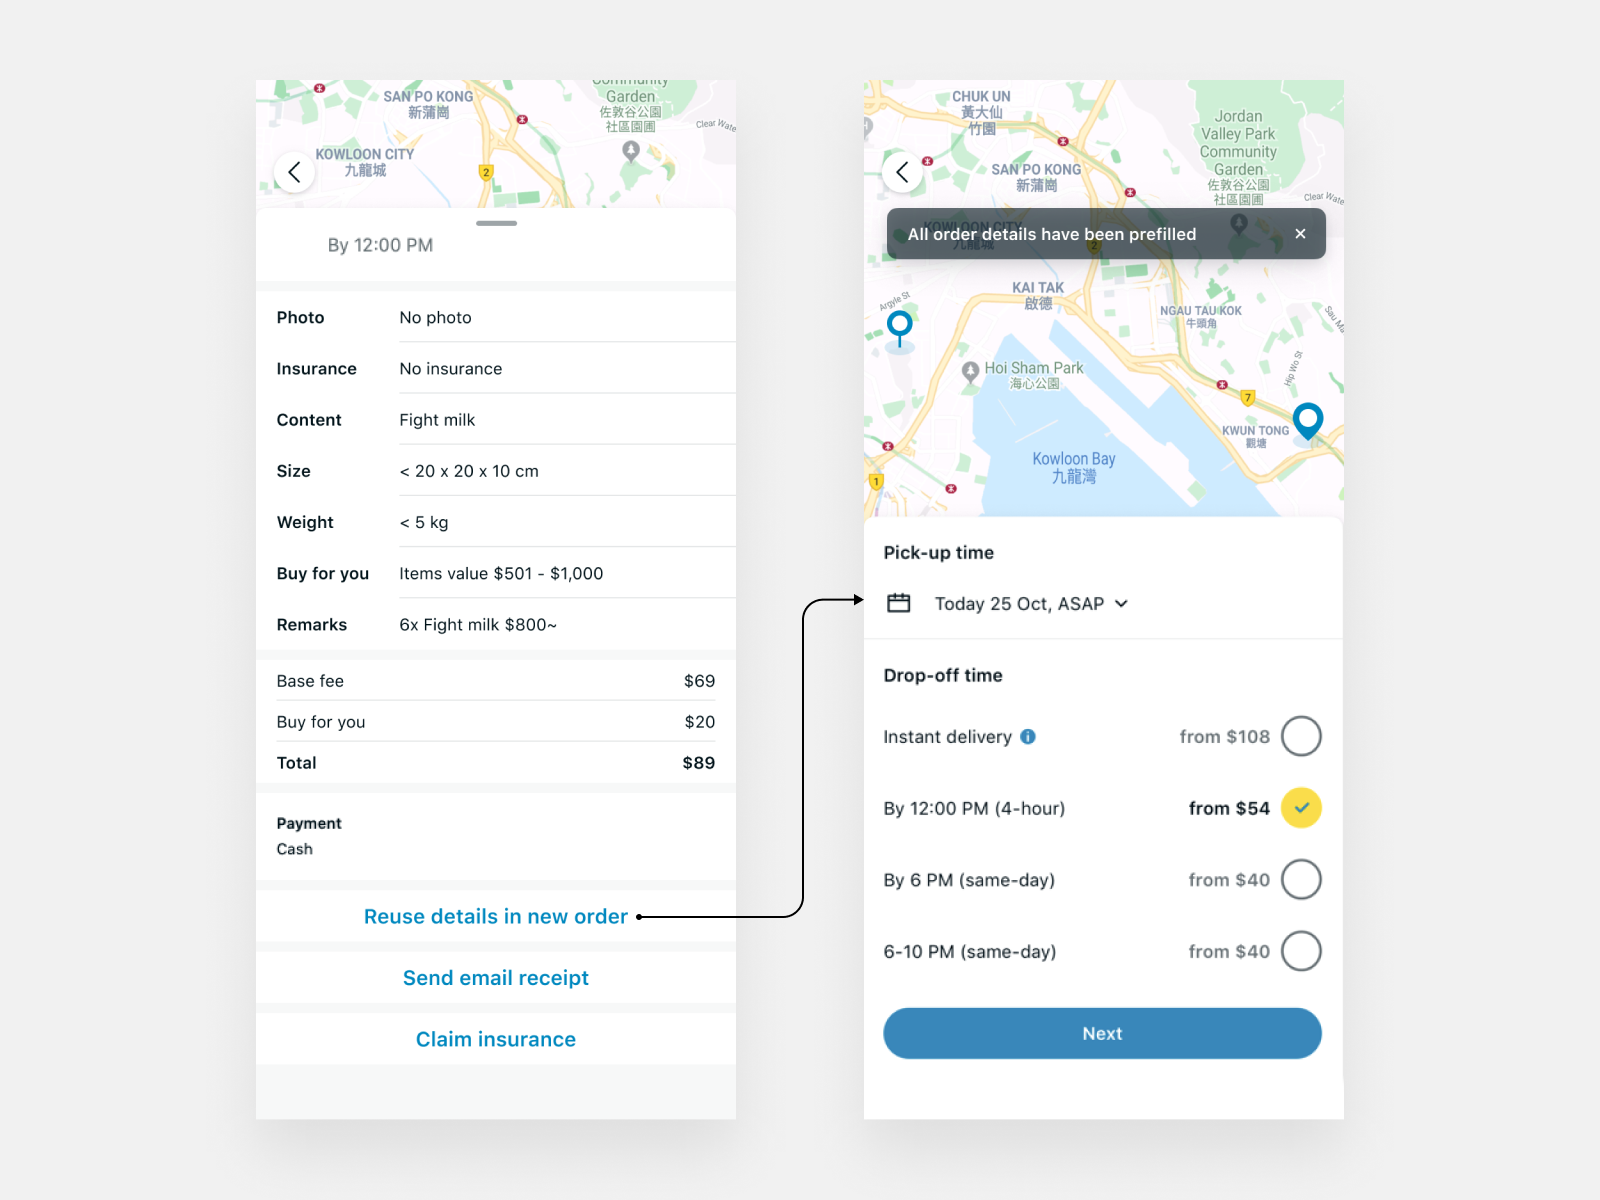 Community
Garden
佐敦谷公園
社區園圃
SAN PO KONG
新蒲崗
Clear Wate
KOWLOON CITY
九龍城
2
By 12:00 PM
Photo No photo
Insurance No insurance
Content Fight milk
Size < 20 x 20 x 10 cm
Weight < 5 kg
Buy for you Items value $501 - $1,000
Remarks 6x Fight milk $800~
Base fee $69
Buy for you $20
Total $89
Payment
Cash
Reuse details in new order
Send email receipt
Claim insurance
CHUK UN
黃大仙
竹園
Jordan
Valley Park
Community
Garden
佐敦谷公園
社區園圃
SAN PO KONG
新蒲崗
Clear Wate
KOWLOON CITY
九龍城
2
All order details have been prefilled
KAI TAK
啟德
Argyle St
NGAU TAU KOK
牛頭角
Sau M
Hoi Sham Park
海心公園
Hip Wo St
7
KWUN TONG
觀塘
Kowloon Bay
九龍灣
1
Pick-up time
Today 25 Oct, ASAP
Drop-off time
Instant delivery from $108
By 12:00 PM (4-hour) from $54
By 6 PM (same-day) from $40
6-10 PM (same-day) from $40
Next